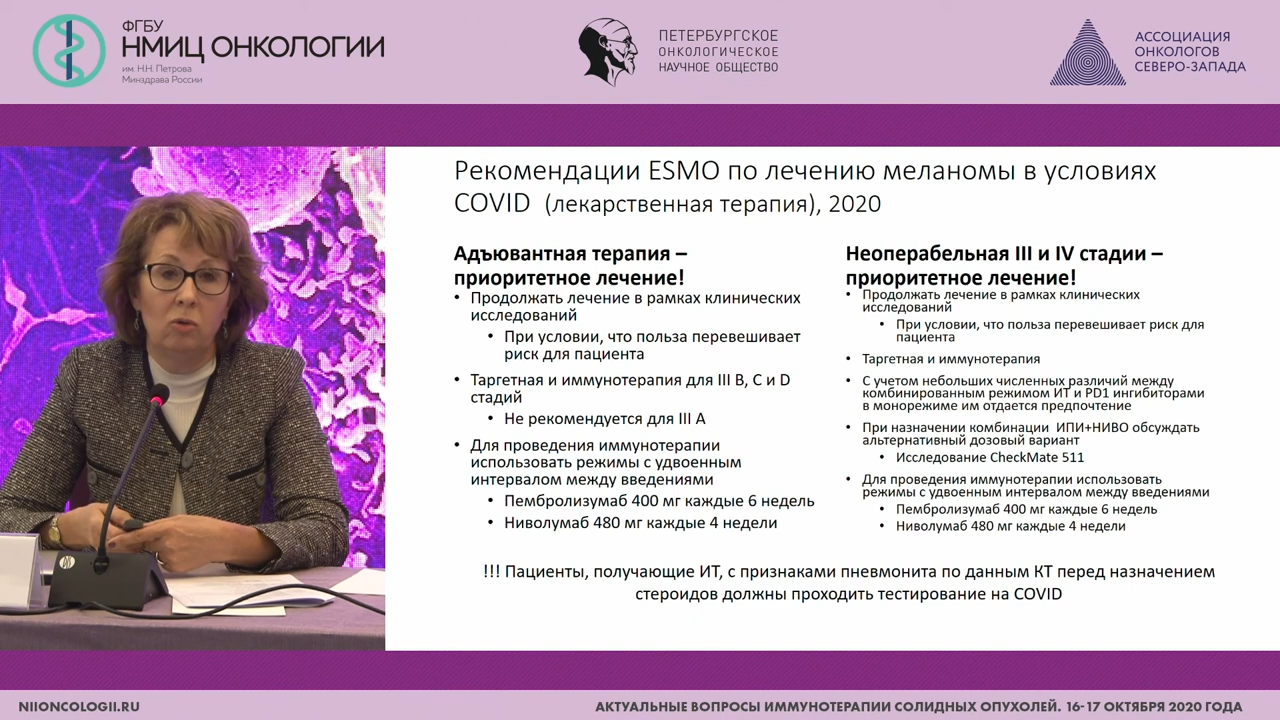 ФГБУ
НМИЦ ОНКОЛОГИИ
им. Н.Н. Петрова
Минздрава России
ПЕТЕРБУРГСКОЕ
ОНКОЛОГИЧЕСКОЕ
НАУЧНОЕ ОБЩЕСТВО
АССОЦИАЦИЯ
ОНКОЛОГОВ
СЕВЕРО-ЗАПАДА
Рекомендации ESMO по лечению меланомы в условиях
COVID (лекарственная терапия), 2020
Адъювантная терапия –
приоритетное лечение!
• Продолжать лечение в рамках клинических
исследований
• При условии, что польза перевешивает
риск для пациента
• Таргетная и иммунотерапия для III B, C и D
стадий
• Не рекомендуется для III A
• Для проведения иммунотерапии
использовать режимы с удвоенным
интервалом между введениями
• Пембролизумаб 400 мг каждые 6 недель
• Ниволумаб 480 мг каждые 4 недели
Неоперабельная III и IV стадии –
приоритетное лечение!
• Продолжать лечение в рамках клинических
исследований
• При условии, что польза перевешивает риск для
пациента
• Таргетная и иммунотерапия
• С учетом небольших численных различий между
комбинированным режимом ИТ и PD1 ингибиторами
в монорежиме им отдается предпочтение
• При назначении комбинации ИПИ+НИВО обсуждать
альтернативный дозовый вариант
• Исследование CheckMate 511
• Для проведения иммунотерапии использовать
режимы с удвоенным интервалом между введениями
• Пембролизумаб 400 мг каждые 6 недель
• Ниволумаб 480 мг каждые 4 недели
!!! Пациенты, получающие ИТ, с признаками пневмонита по данным КТ перед назначением
стероидов должны проходить тестирование на COVID
NIIONCOLOGII.RU
АКТУАЛЬНЫЕ ВОПРОСЫ ИММУНОТЕРАПИИ СОЛИДНЫХ ОПУХОЛЕЙ. 16-17 ОКТЯБРЯ 2020 ГОДА